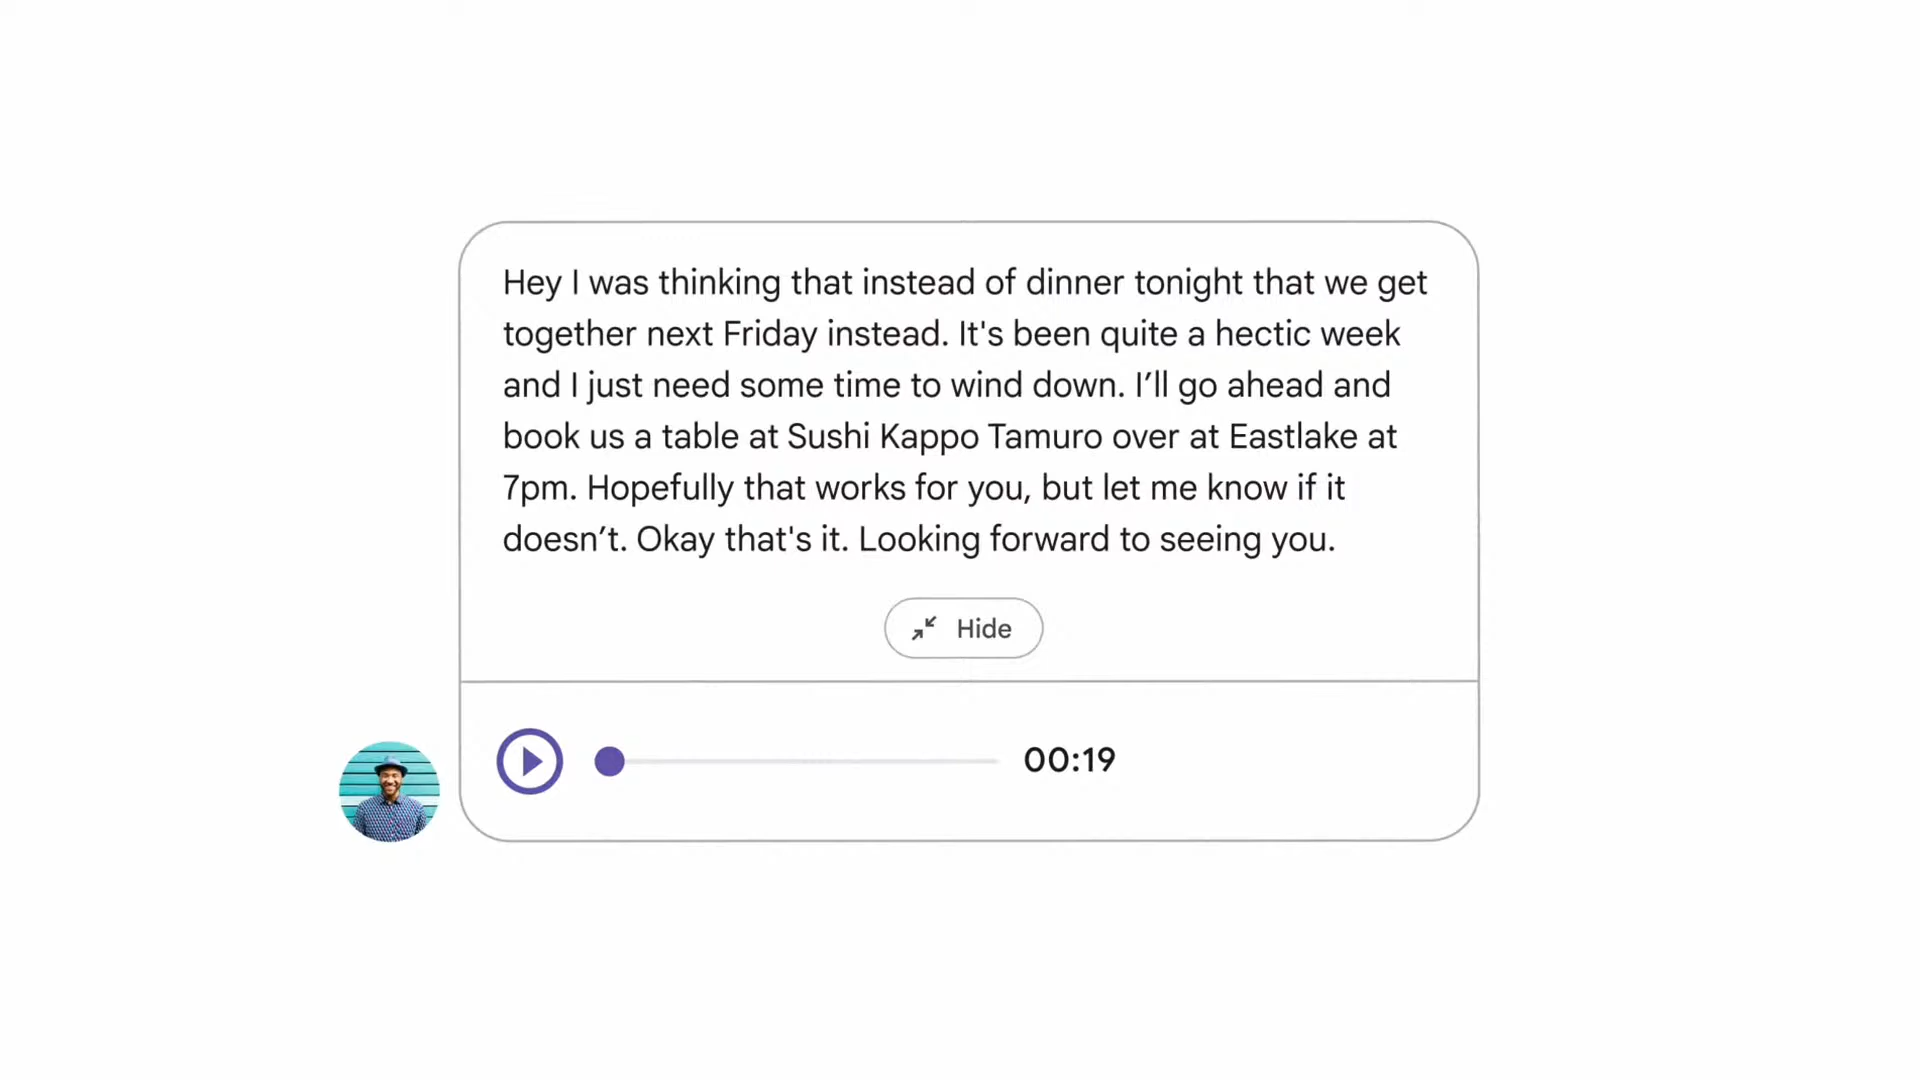 Hey I was thinking that instead of dinner tonight that we get
together next Friday instead. It's been quite a hectic week
and I just need some time to wind down. I’ll go ahead and
book us a table at Sushi Kappo Tamuro over at Eastlake at
7pm. Hopefully that works for you, but let me know if it
doesn’t. Okay that's it. Looking forward to seeing you.
Hide
00:19